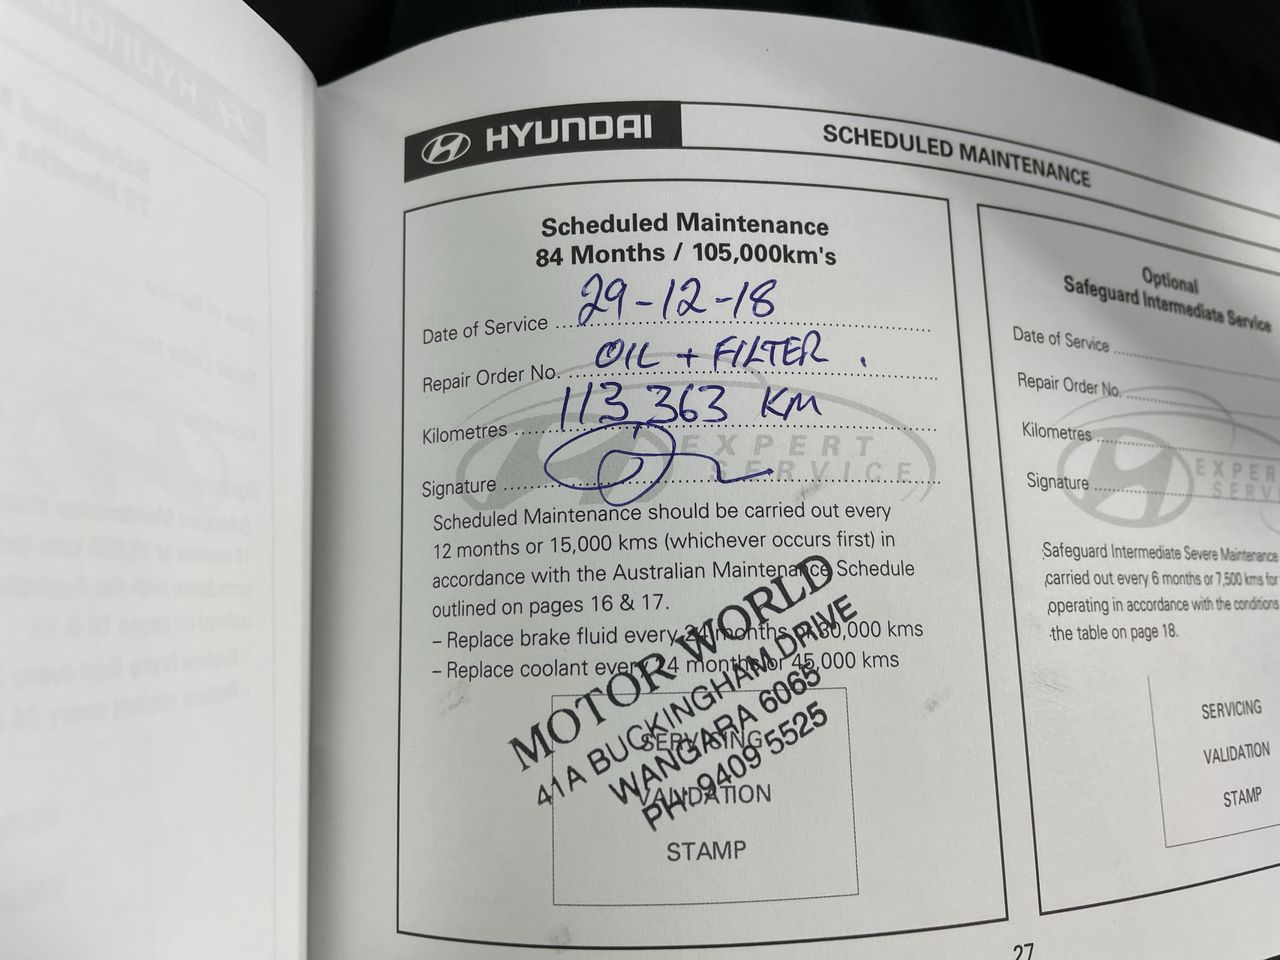 HYUNDAI
SCHEDULED MAINTENANCE
Scheduled Maintenance
84 Months / 105,000km's
Date of Service 29-12-18
Repair Order No. OIL + FILTER .
Kilometres 113,363 KM
EXPERT
SERVICE
Signature
Scheduled Maintenance should be carried out every
12 months or 15,000 kms (whichever occurs first) in
accordance with the Australian Maintenance Schedule
outlined on pages 16 & 17.
– Replace brake fluid every 24 months or 30,000 kms
– Replace coolant every 24 months or 45,000 kms
MOTOR WORLD
41A BUCKINGHAM DRIVE
WANGARA 6065
PH: 9409 5525
SERVICING
VALIDATION
STAMP
Optional
Safeguard Intermediate Service
Date of Service
Repair Order No.
Kilometres
EXPER
SERV
Signature
Safeguard Intermediate Severe Maintenance
carried out every 6 months or 7,500 kms for
operating in accordance with the conditions
the table on page 18.
SERVICING
VALIDATION
STAMP
27